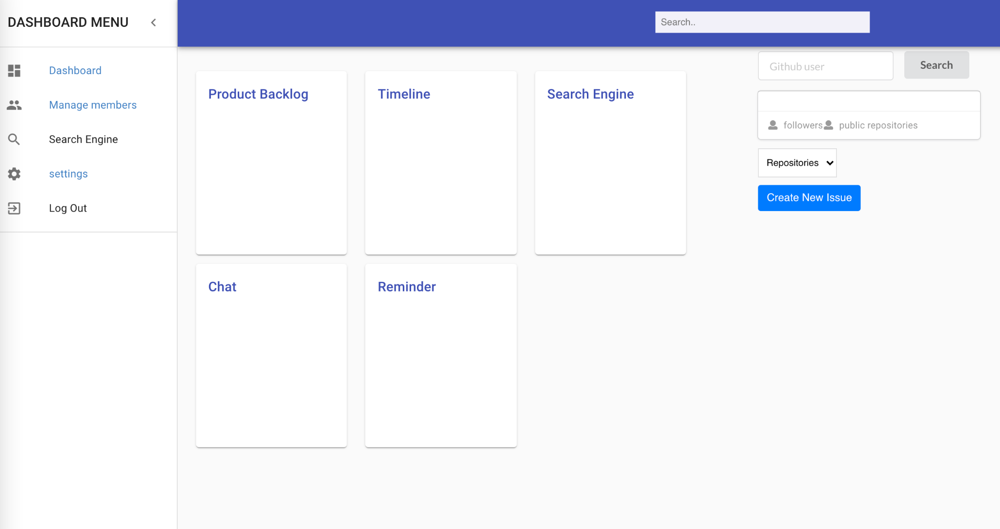 DASHBOARD MENU
Search..
Dashboard
Manage members
Search Engine
settings
Log Out
Product Backlog
Timeline
Search Engine
Chat
Reminder
Github user
Search
followers public repositories
Repositories
Create New Issue